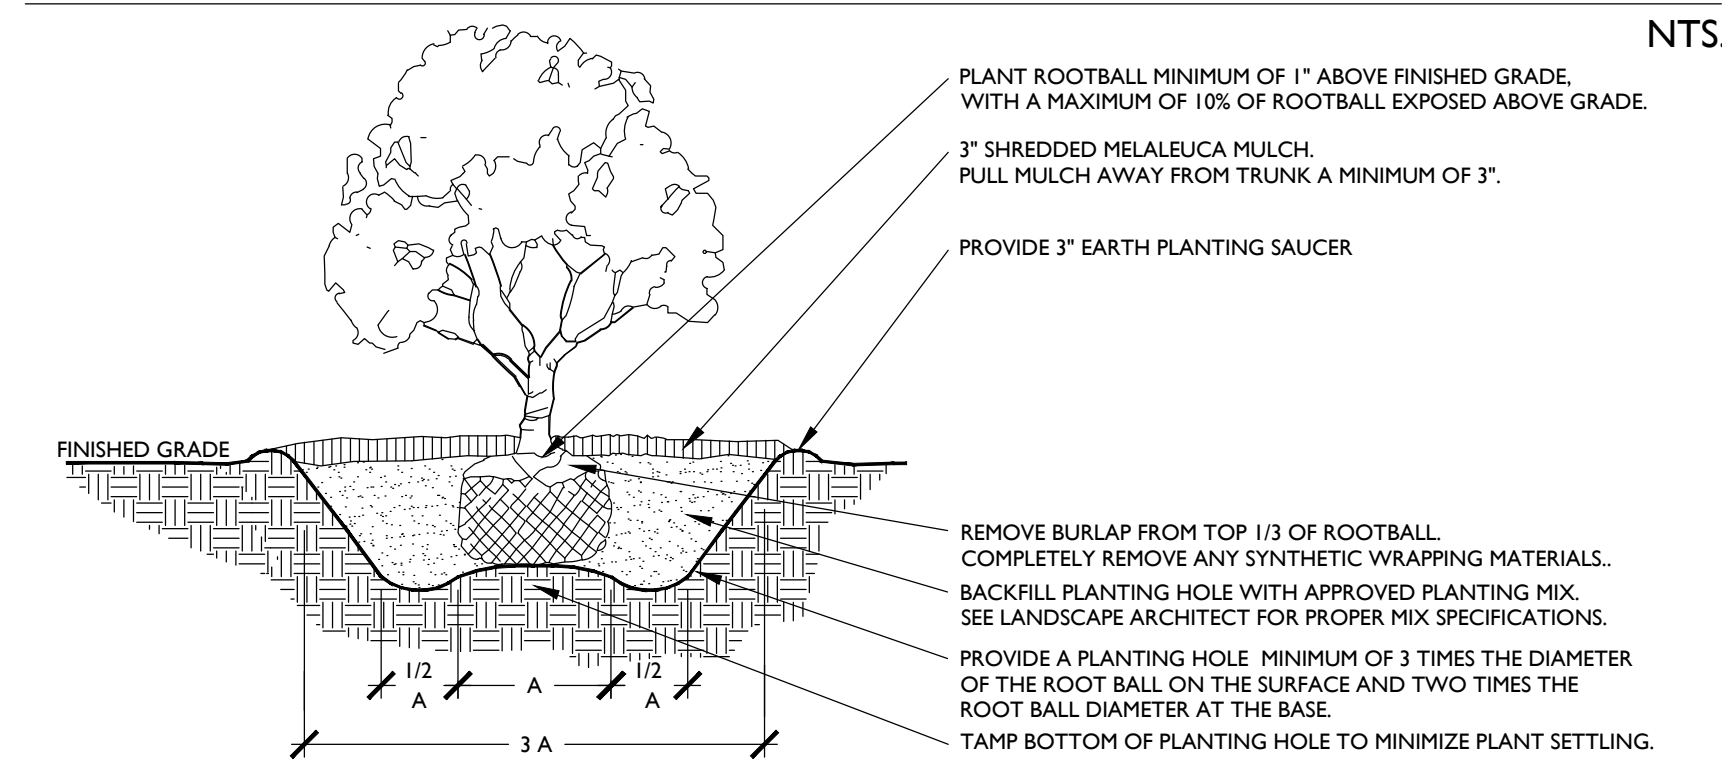 NTS.
PLANT ROOTBALL MINIMUM OF 1" ABOVE FINISHED GRADE,
WITH A MAXIMUM OF 10% OF ROOTBALL EXPOSED ABOVE GRADE.
3" SHREDDED MELALEUCA MULCH.
PULL MULCH AWAY FROM TRUNK A MINIMUM OF 3".
PROVIDE 3" EARTH PLANTING SAUCER
FINISHED GRADE
REMOVE BURLAP FROM TOP 1/3 OF ROOTBALL.
COMPLETELY REMOVE ANY SYNTHETIC WRAPPING MATERIALS..
BACKFILL PLANTING HOLE WITH APPROVED PLANTING MIX.
SEE LANDSCAPE ARCHITECT FOR PROPER MIX SPECIFICATIONS.
PROVIDE A PLANTING HOLE MINIMUM OF 3 TIMES THE DIAMETER
OF THE ROOT BALL ON THE SURFACE AND TWO TIMES THE
ROOT BALL DIAMETER AT THE BASE.
TAMP BOTTOM OF PLANTING HOLE TO MINIMIZE PLANT SETTLING.
1/2
A
A
1/2
A
3 A